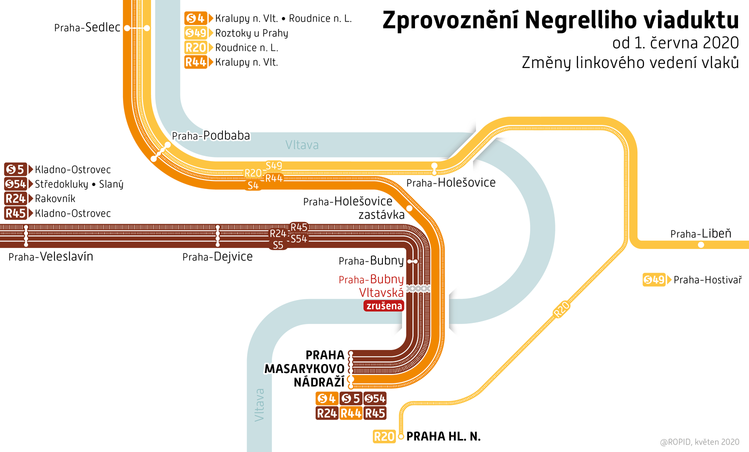 Zprovoznění Negrelliho viaduktu
od 1. června 2020
Změny linkového vedení vlaků
S4 Kralupy n. Vlt. • Roudnice n. L.
S49 Roztoky u Prahy
R20 Roudnice n. L.
R44 Kralupy n. Vlt.
Praha-Sedlec
Praha-Podbaba
Vltava
S49
R20 R44
S4
Praha-Holešovice
S5 Kladno-Ostrovec
S54 Středokluky • Slaný
R24 Rakovník
R45 Kladno-Ostrovec
Praha-Holešovice
zastávka
R45
R24 S54
S5
Praha-Veleslavín
Praha-Dejvice
Praha-Bubny
Praha-Libeň
Praha-Bubny
Vltavská
zrušena
S49 Praha-Hostivař
R20
PRAHA
MASARYKOVO
NÁDRAŽÍ
S4 S5 S54
R24 R44 R45
Vltava
R20 PRAHA HL. N.
@ROPID, květen 2020